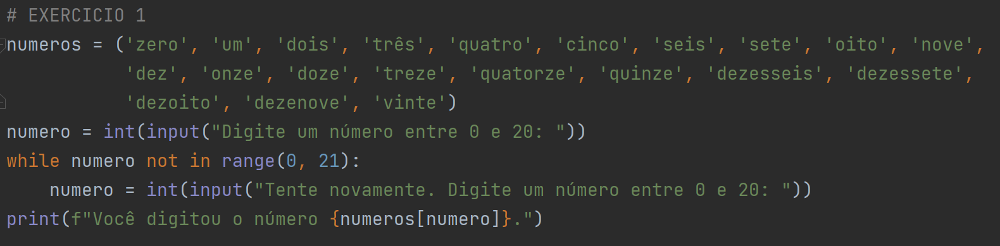 # EXERCICIO 1
numeros = ('zero', 'um', 'dois', 'três', 'quatro', 'cinco', 'seis', 'sete', 'oito', 'nove',
           'dez', 'onze', 'doze', 'treze', 'quatorze', 'quinze', 'dezesseis', 'dezessete',
           'dezoito', 'dezenove', 'vinte')
numero = int(input("Digite um número entre 0 e 20: "))
while numero not in range(0, 21):
    numero = int(input("Tente novamente. Digite um número entre 0 e 20: "))
print(f"Você digitou o número {numeros[numero]}.")